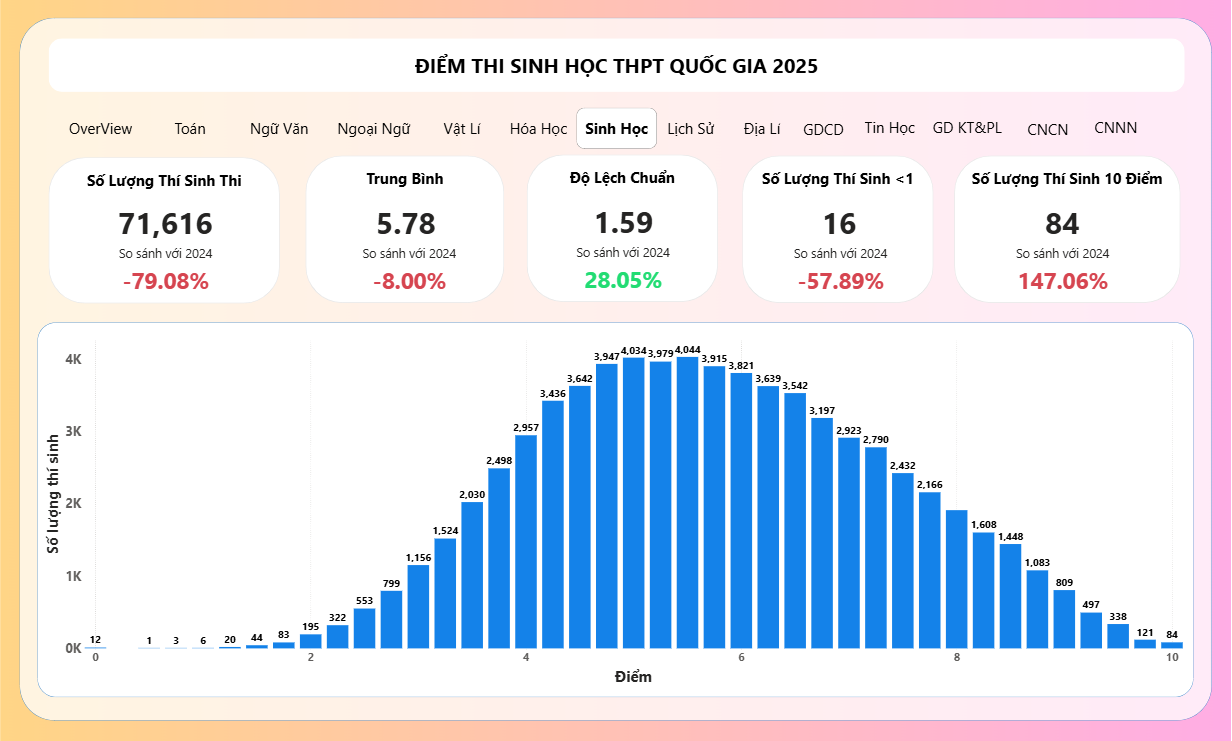 ĐIỂM THI SINH HỌC THPT QUỐC GIA 2025
OverView Toán Ngữ Văn Ngoại Ngữ Vật Lí Hóa Học Sinh Học Lịch Sử Địa Lí GDCD Tin Học GD KT&PL CNCN CNNN
Số Lượng Thí Sinh Thi
71,616
So sánh với 2024
-79.08%
Trung Bình
5.78
So sánh với 2024
-8.00%
Độ Lệch Chuẩn
1.59
So sánh với 2024
28.05%
Số Lượng Thí Sinh <1
16
So sánh với 2024
-57.89%
Số Lượng Thí Sinh 10 Điểm
84
So sánh với 2024
147.06%
Số lượng thí sinh
4K
3K
2K
1K
0K
12 1 3 6 20 44 83 195 322 553 799 1,156 1,524 2,030 2,498 2,957 3,436 3,642 3,947 4,034 3,979 4,044 3,915 3,821 3,639 3,542 3,197 2,923 2,790 2,432 2,166 1,608 1,448 1,083 809 497 338 121 84
0 2 4 6 8 10
Điểm